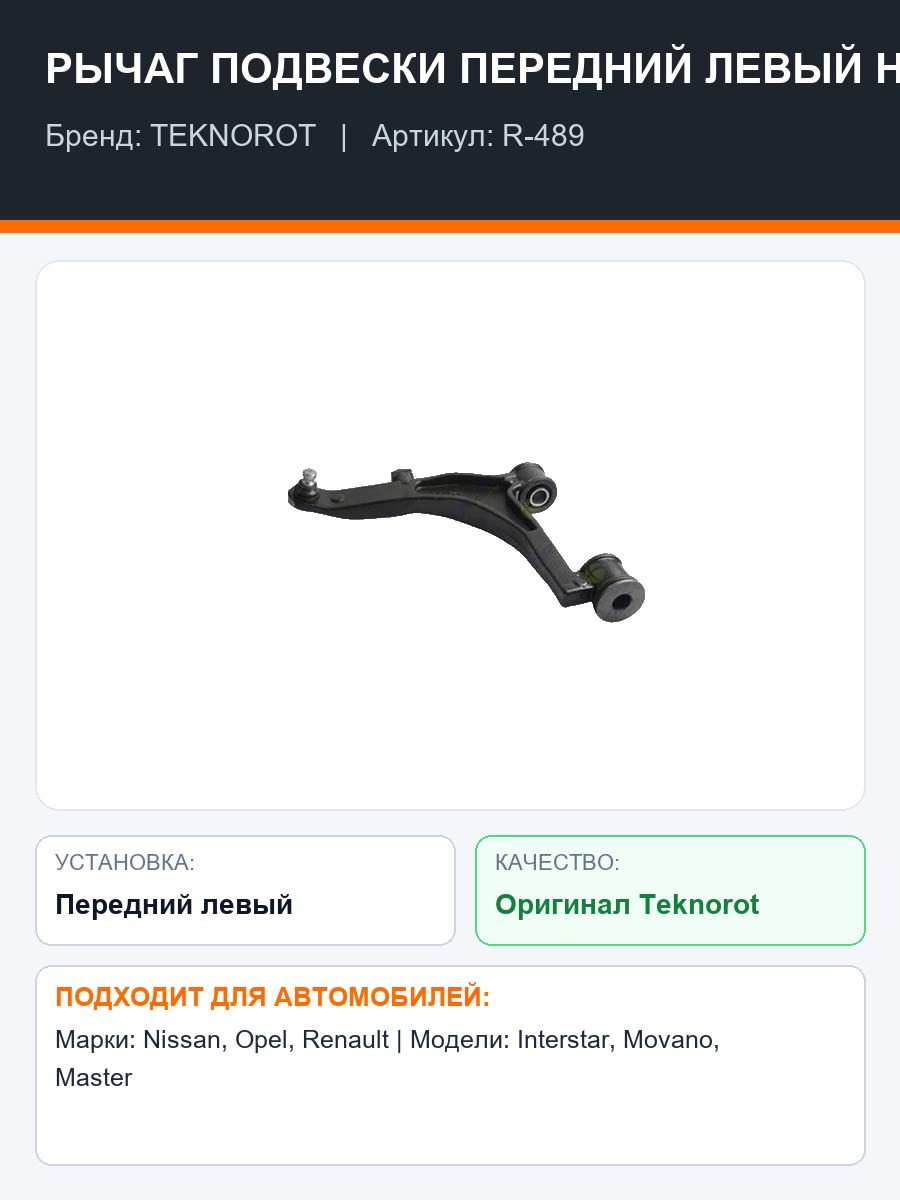 РЫЧАГ ПОДВЕСКИ ПЕРЕДНИЙ ЛЕВЫЙ Н
Бренд: TEKNOROT | Артикул: R-489
УСТАНОВКА:
Передний левый
КАЧЕСТВО:
Оригинал Teknorot
ПОДХОДИТ ДЛЯ АВТОМОБИЛЕЙ:
Марки: Nissan, Opel, Renault | Модели: Interstar, Movano,
Master